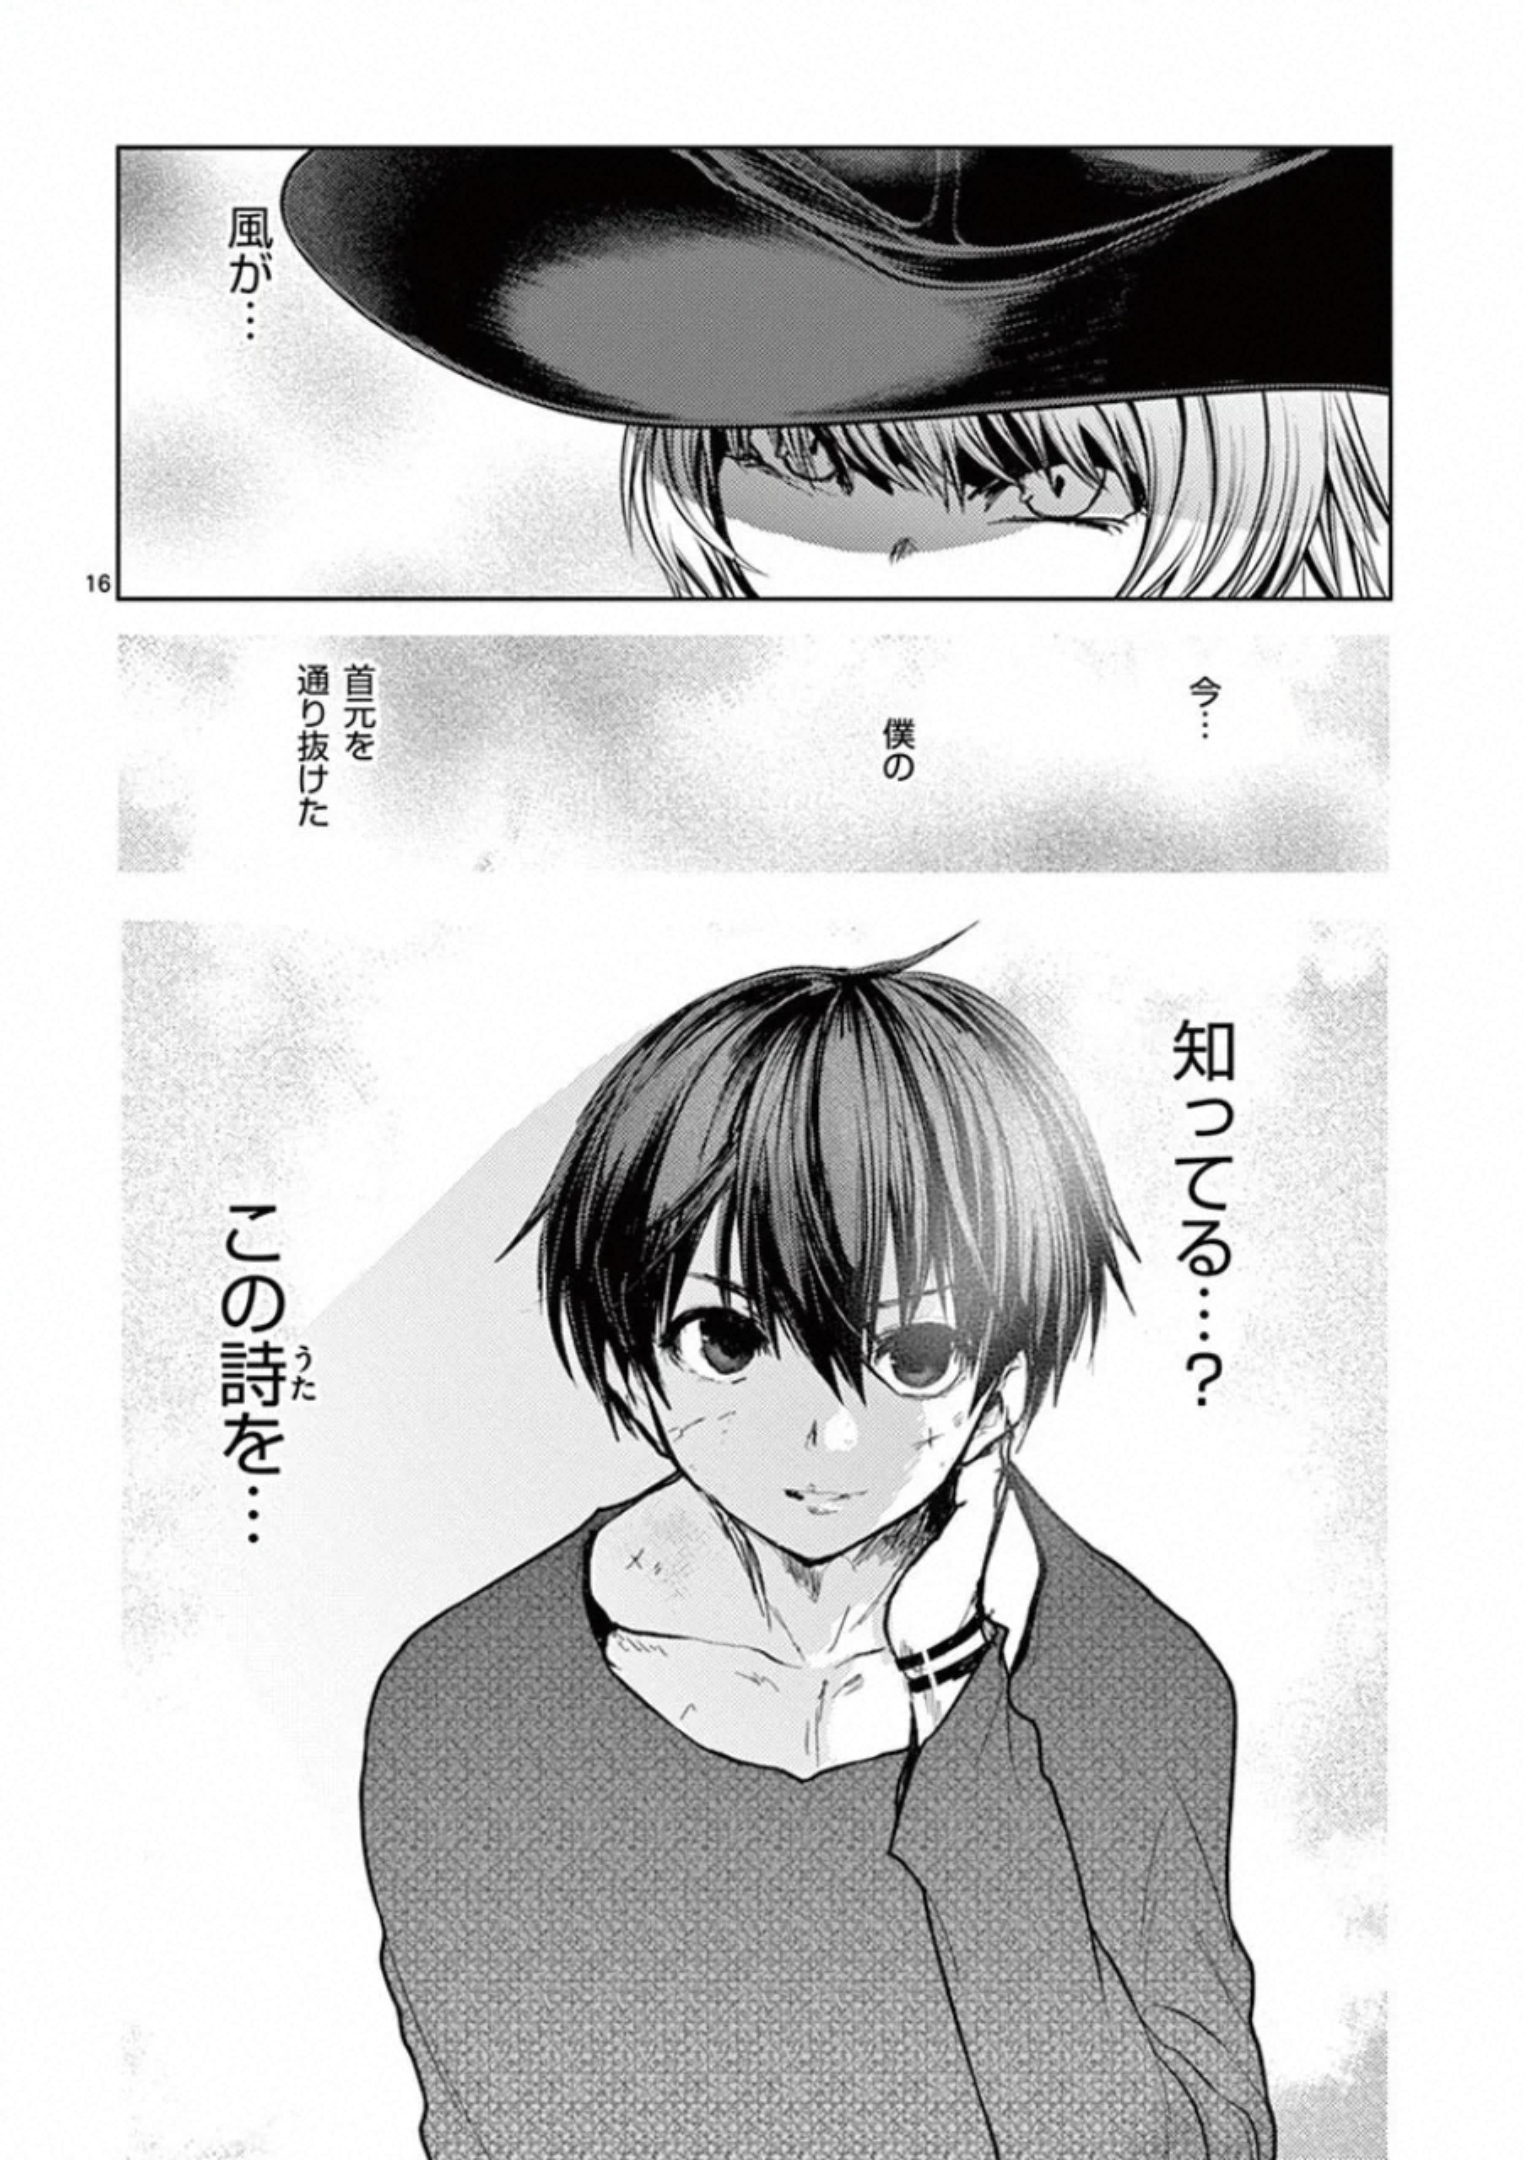 風が…
16
今…
僕の
首元を
通り抜けた
知ってる…？
この詩を…
うた